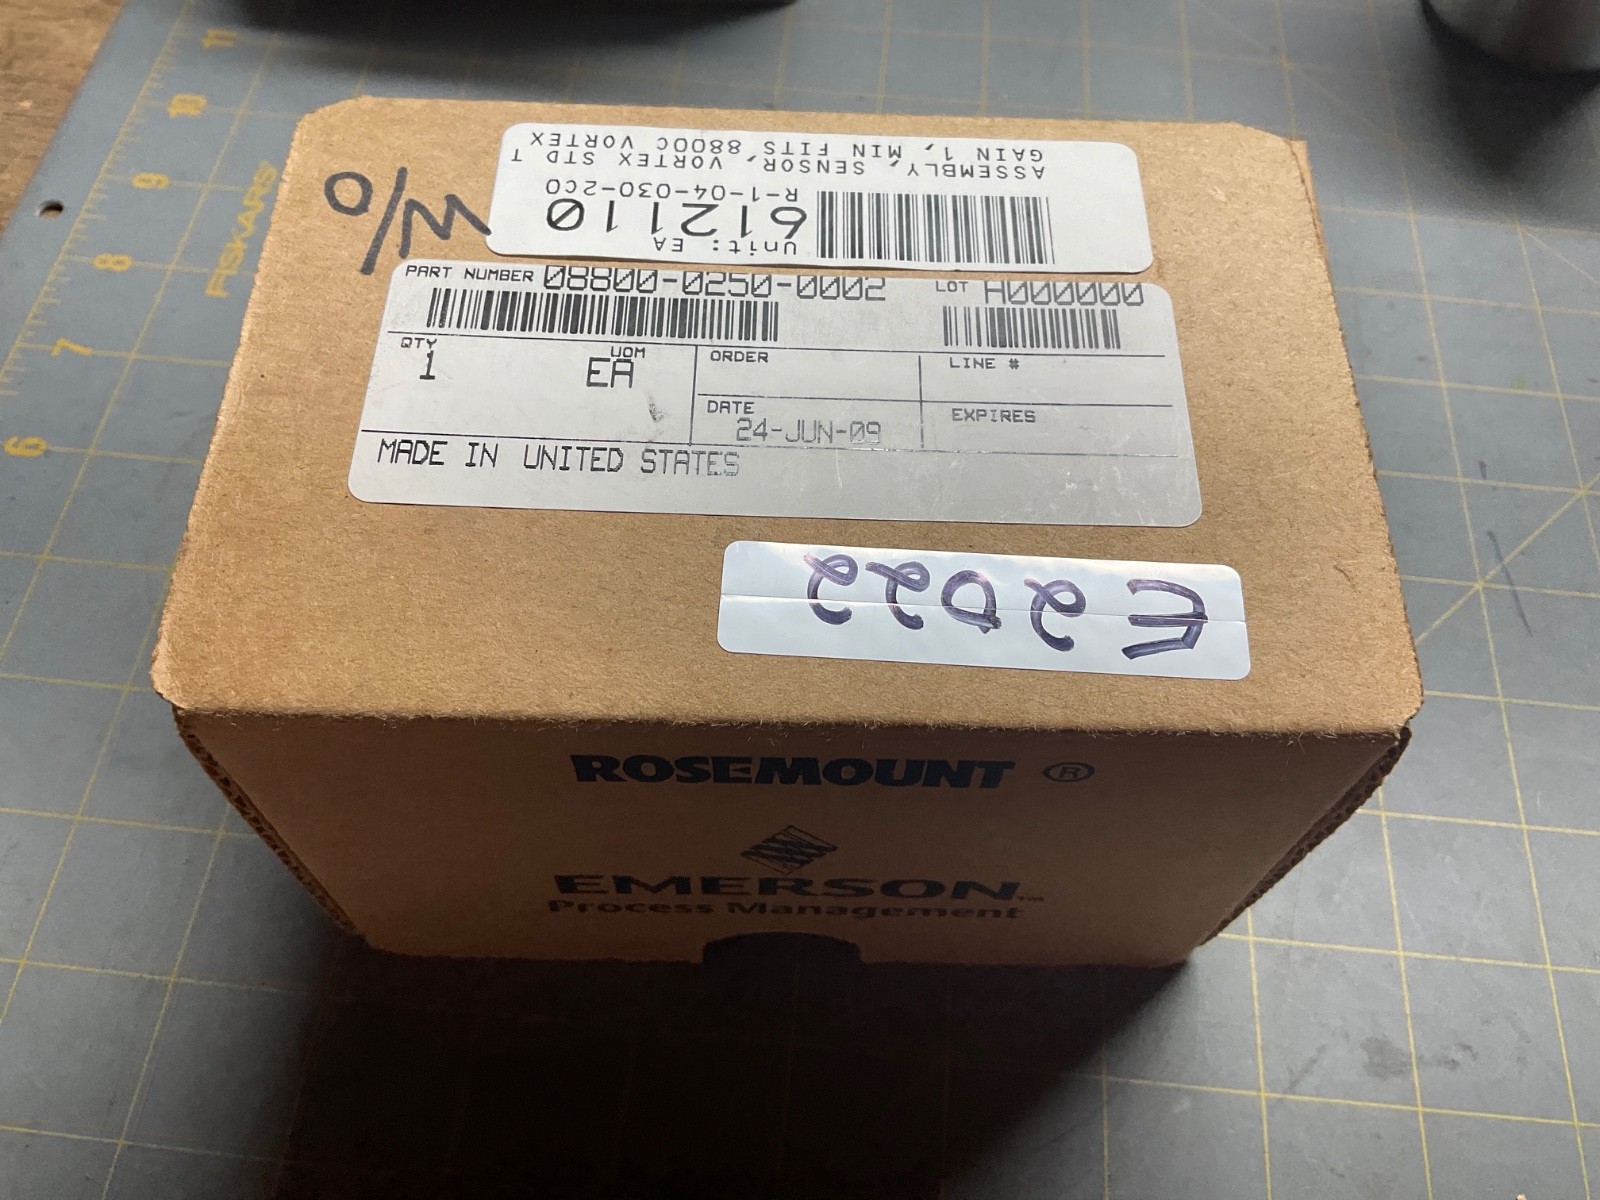 ASSEMBLY, SENSOR, VORTEX STD T
GAIN 1, MIN FITS 8800C VORTEX
R-1-04-030-2C0
612110
Unit: EA
W/O
PART NUMBER 08800-0250-0002
LOT H000000
QTY
1
UOM
EA
ORDER
LINE #
DATE
24-JUN-09
EXPIRES
MADE IN UNITED STATES
E2022
ROSEMOUNT ®
EMERSON™
Process Management
FISKARS
11
10
9
8
7
6